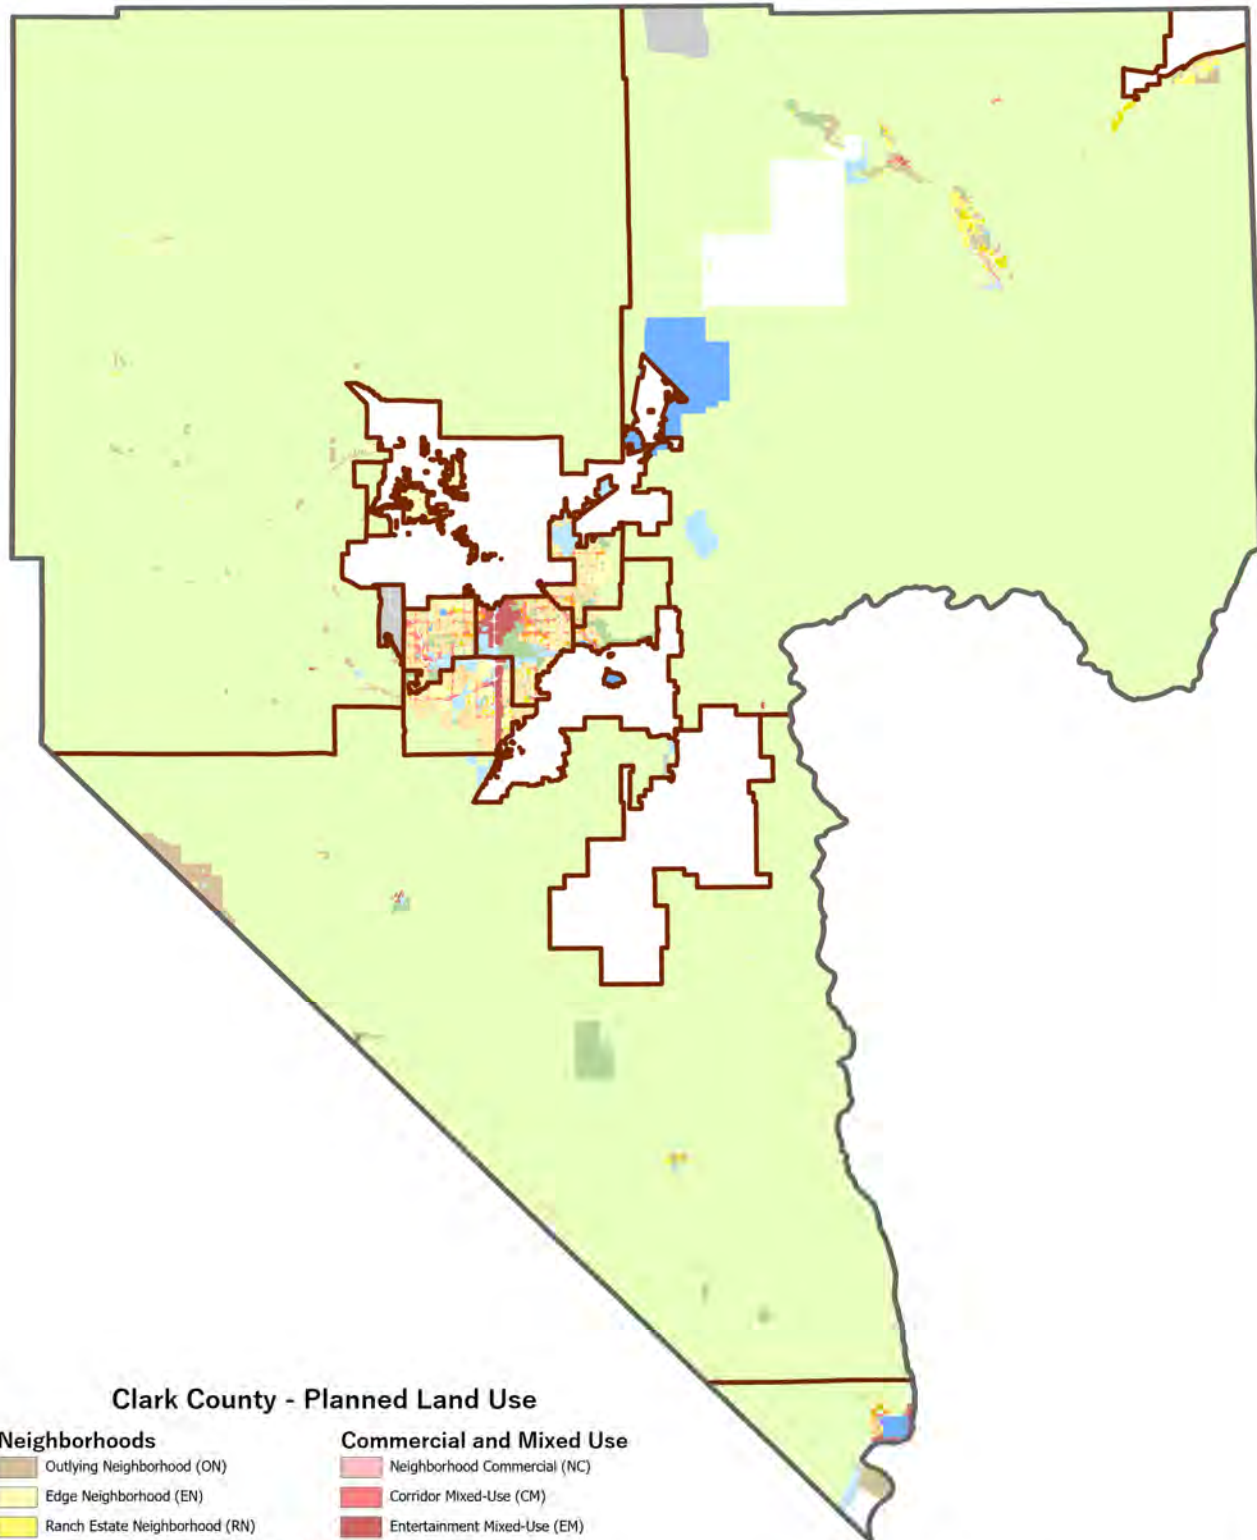 Clark County - Planned Land Use
Neighborhoods
Outlying Neighborhood (ON)
Edge Neighborhood (EN)
Ranch Estate Neighborhood (RN)
Commercial and Mixed Use
Neighborhood Commercial (NC)
Corridor Mixed-Use (CM)
Entertainment Mixed-Use (EM)